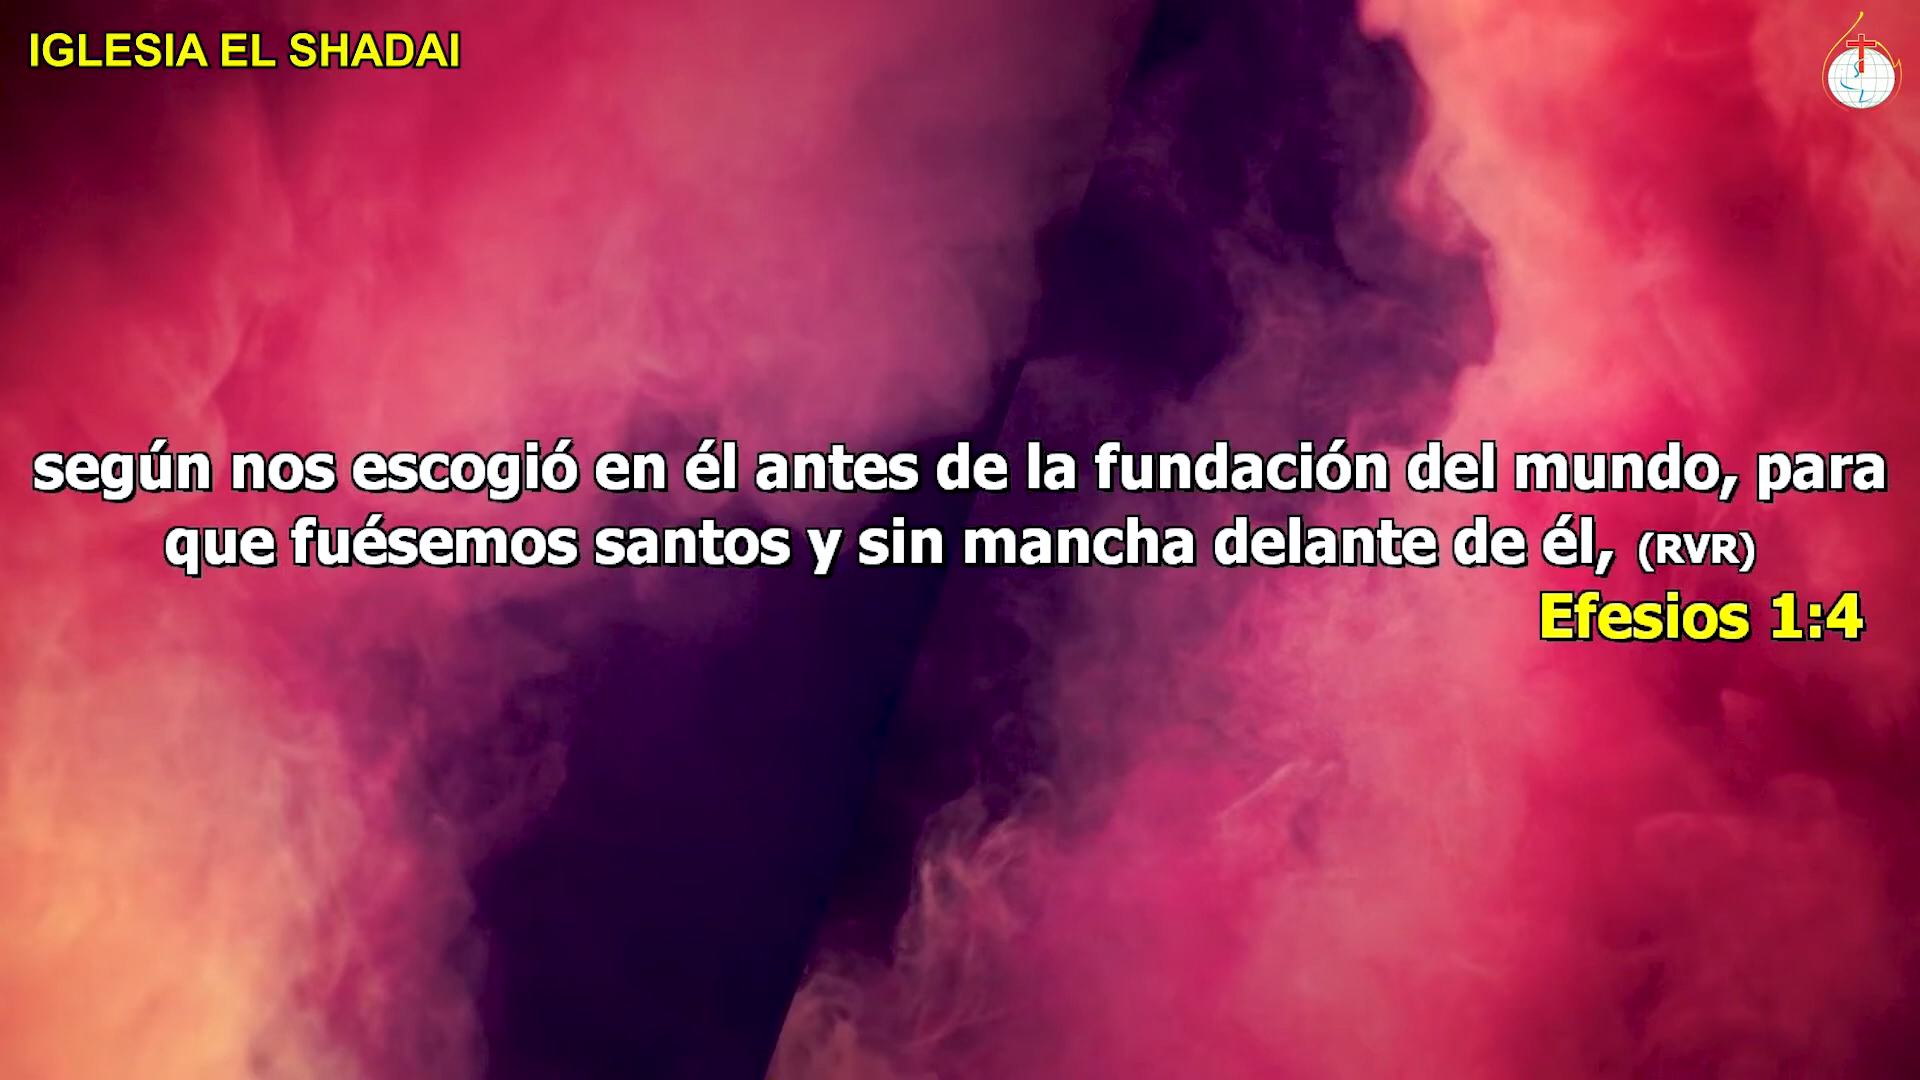 IGLESIA EL SHADAI
según nos escogió en él antes de la fundación del mundo, para
que fuésemos santos y sin mancha delante de él, (RVR)
Efesios 1:4